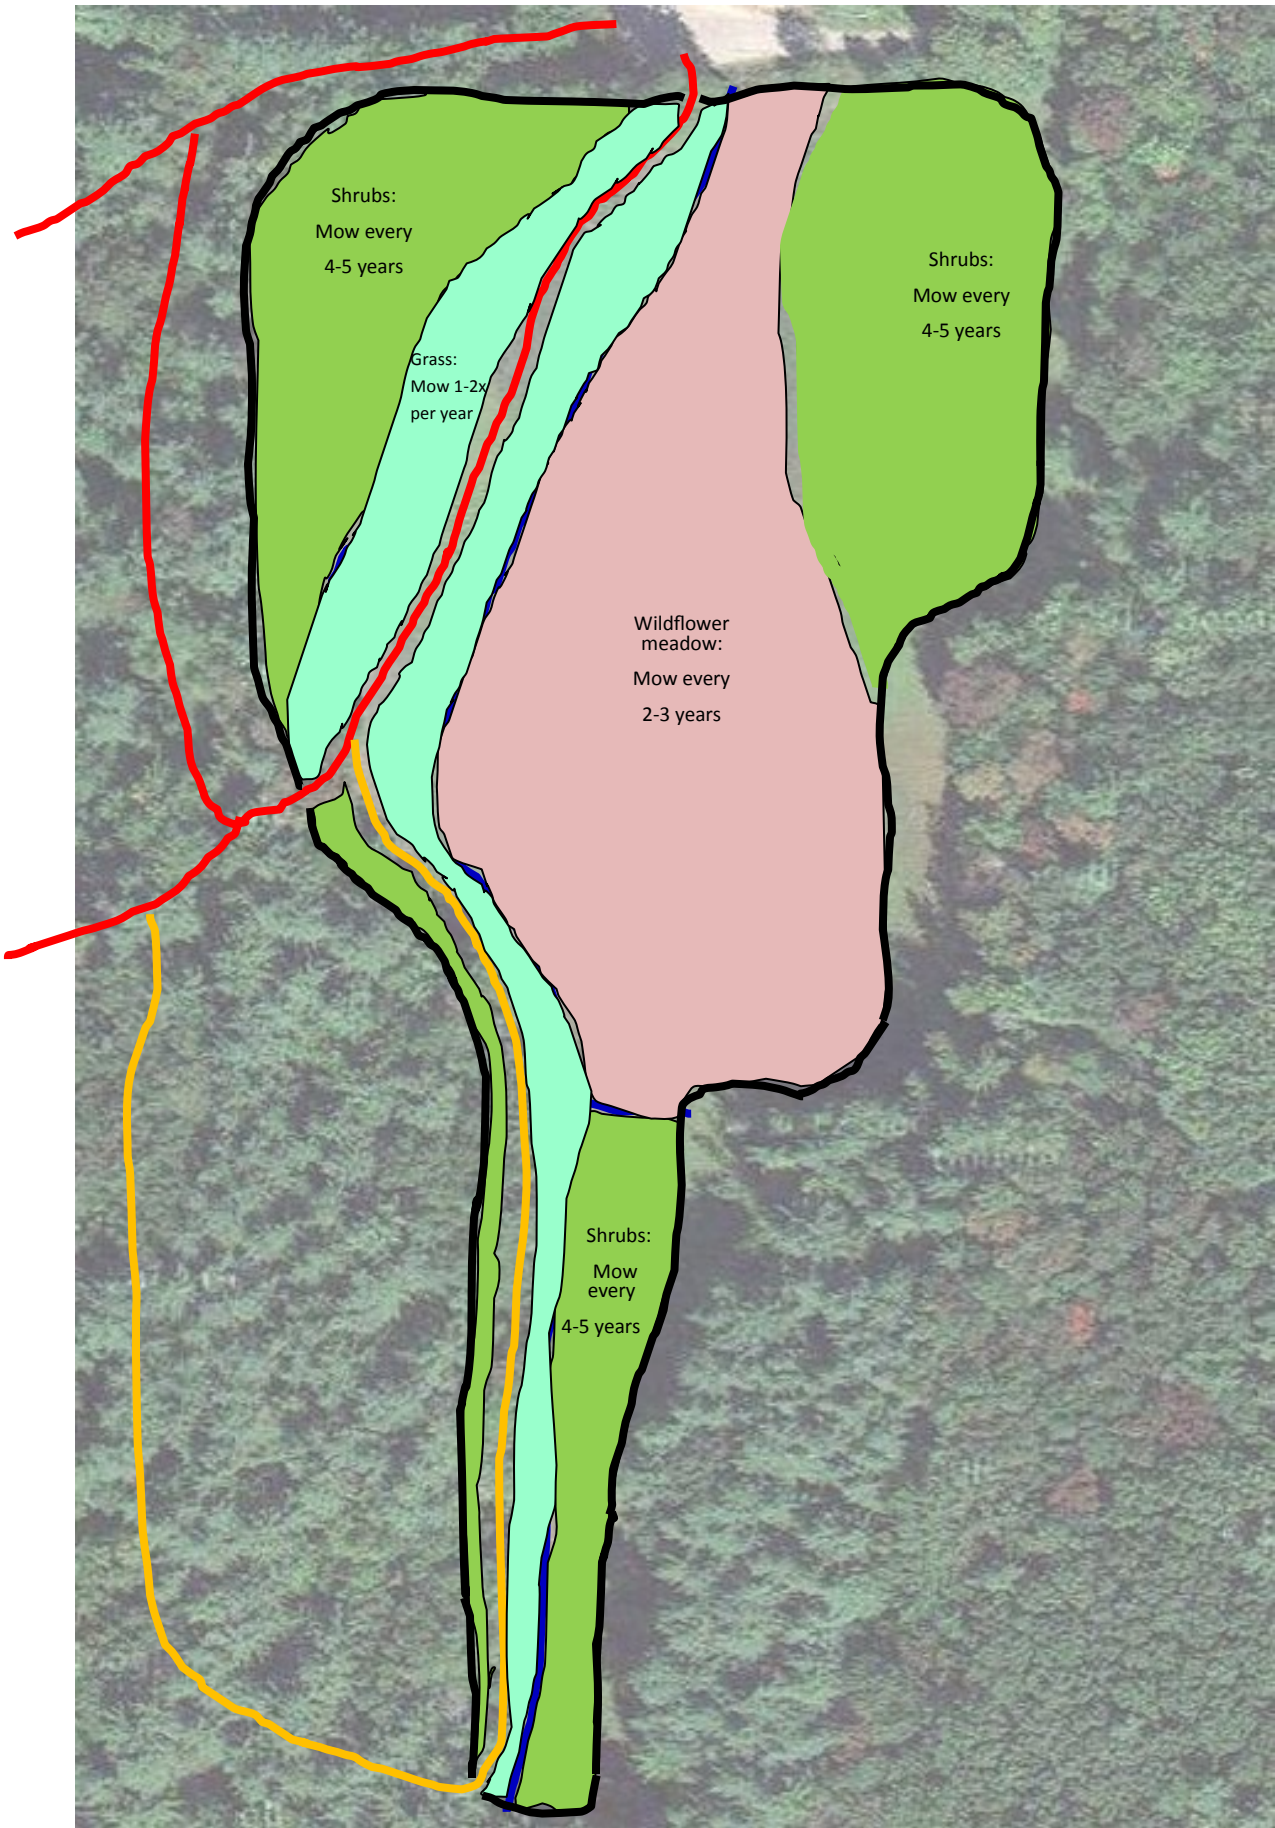 Shrubs:
Mow every
4-5 years
Shrubs:
Mow every
4-5 years
Grass:
Mow 1-2x
per year
Wildflower
meadow:
Mow every
2-3 years
Shrubs:
Mow
every
4-5 years